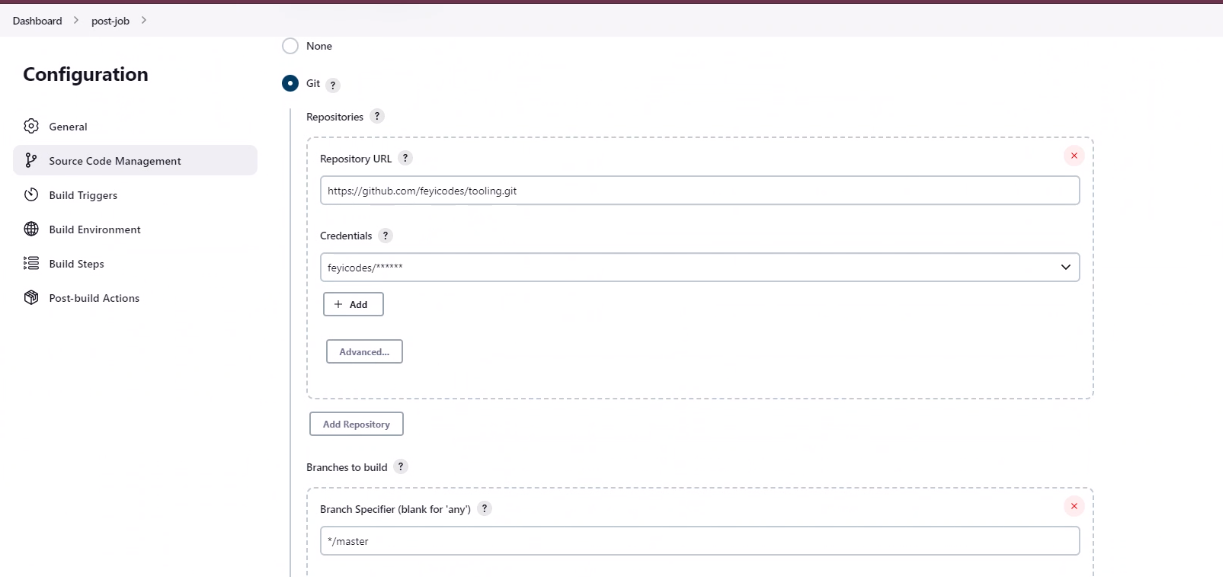 Dashboard > post-job >
Configuration
General
Source Code Management
Build Triggers
Build Environment
Build Steps
Post-build Actions
None
Git ?
Repositories ?
Repository URL ?
https://github.com/feyicodes/tooling.git
Credentials ?
feyicodes/******
+ Add
Advanced...
Add Repository
Branches to build ?
Branch Specifier (blank for 'any') ?
*/master